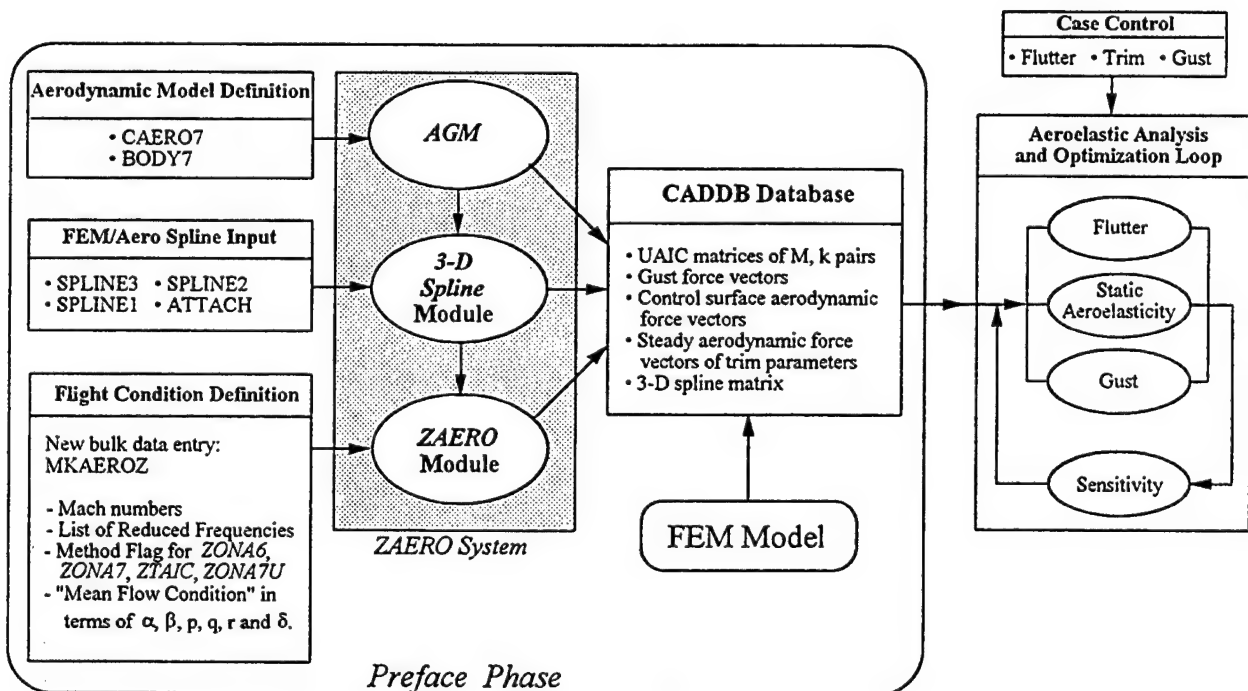 Case Control
• Flutter • Trim • Gust
Aerodynamic Model Definition
• CAERO7
• BODY7
FEM/Aero Spline Input
• SPLINE3 • SPLINE2
• SPLINE1 • ATTACH
Flight Condition Definition
New bulk data entry:
MKAEROZ
- Mach numbers
- List of Reduced Frequencies
- Method Flag for ZONA6,
ZONA7, ZTAIC, ZONA7U
- "Mean Flow Condition" in
terms of α, β, p, q, r and δ.
AGM
3-D
Spline
Module
ZAERO
Module
ZAERO System
CADDB Database
• UAIC matrices of M, k pairs
• Gust force vectors
• Control surface aerodynamic
force vectors
• Steady aerodynamic force
vectors of trim parameters
• 3-D spline matrix
FEM Model
Preface Phase
Aeroelastic Analysis
and Optimization Loop
Flutter
Static
Aeroelasticity
Gust
Sensitivity